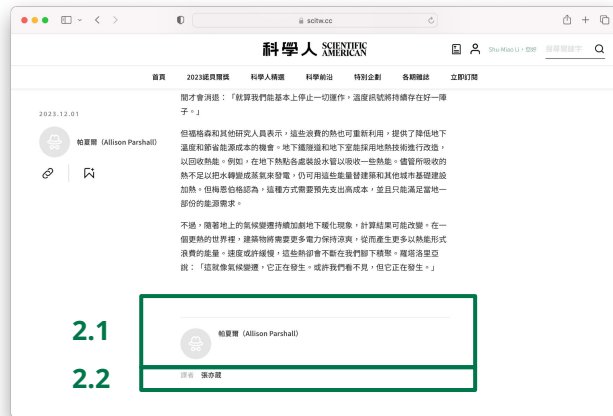 scitw.cc
科學人 SCIENTIFIC AMERICAN
Shu-Miao Li，您好
搜尋關鍵字
首頁 2023諾貝爾獎 科學人精選 科學前沿 特別企劃 各期雜誌 立即訂閱
2023.12.01
帕夏爾（Allison Parshall）
間才會消退：「就算我們能基本上停止一切運作，溫度訊號將持續存在好一陣
子。」
但福格森和其他研究人員表示，這些浪費的熱也可重新利用，提供了降低地下
溫度和節省能源成本的機會。地下鐵隧道和地下室能採用地熱技術進行改造，
以回收熱能。例如，在地下熱點各處裝設水管以吸收一些熱能。儘管所吸收的
熱不足以把水轉變成蒸氣來發電，仍可用這些能量替建築和其他城市基礎建設
加熱。但梅恩伯格認為，這種方式需要預先支出高成本，並且只能滿足當地一
部份的能源需求。
不過，隨著地上的氣候變遷持續加劇地下暖化現象，計算結果可能改變。在一
個更熱的世界裡，建築物將需要更多電力保持涼爽，從而產生更多以熱能形式
浪費的能量。速度或許緩慢，這些熱卻會不斷在我們腳下積聚。羅塔洛里亞
說：「這就像氣候變遷，它正在發生。或許我們看不見，但它正在發生。」
2.1
帕夏爾（Allison Parshall）
2.2
譯者 張亦葳